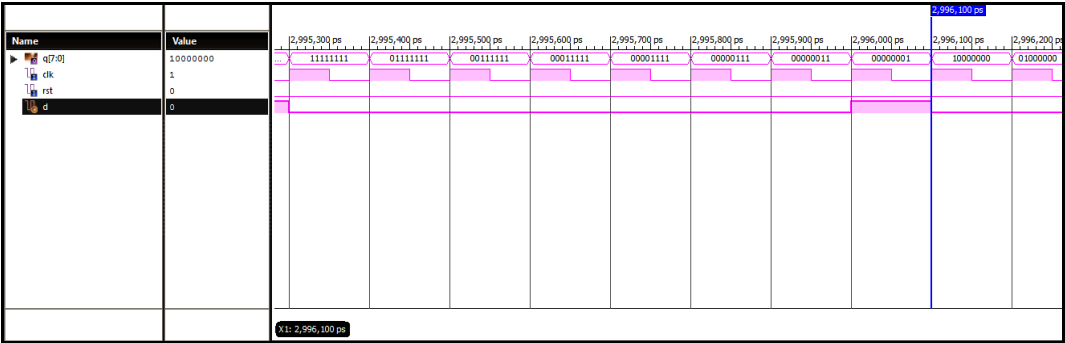 2,996,100 ps
Name Value 2,995,300 ps 2,995,400 ps 2,995,500 ps 2,995,600 ps 2,995,700 ps 2,995,800 ps 2,995,900 ps 2,996,000 ps 2,996,100 ps 2,996,200 ps
q[7:0] 10000000 ... 11111111 01111111 00111111 00011111 00001111 00000111 00000011 00000001 10000000 01000000
clk 1
rst 0
d 0
X1: 2,996,100 ps